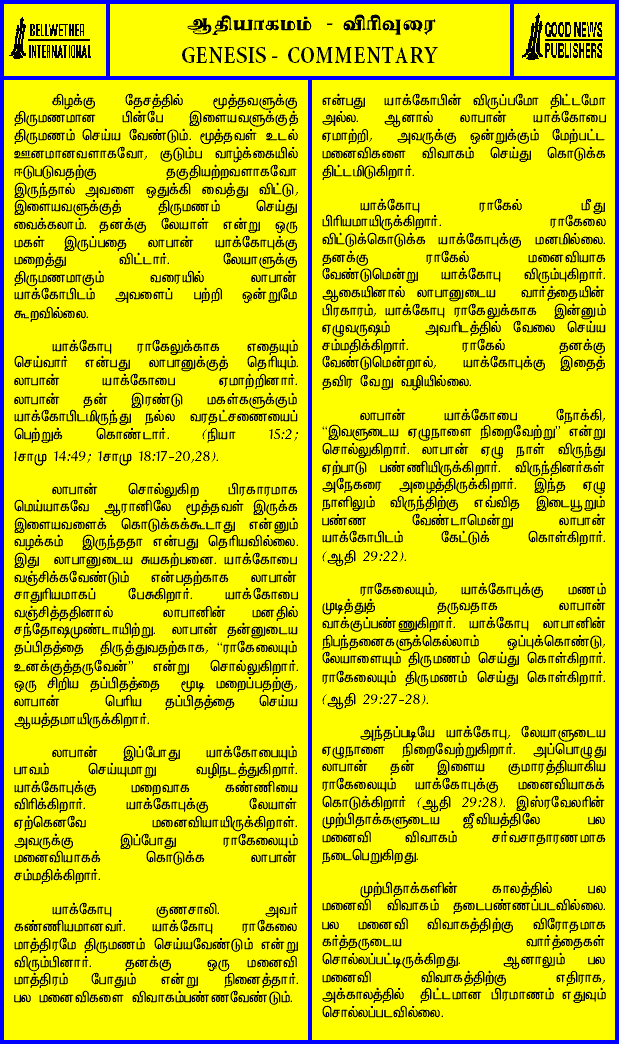 BELLWETHER
INTERNATIONAL
ஆதியாகமம் - விரிவுரை
GENESIS - COMMENTARY
GOOD NEWS
PUBLISHERS
கிழக்கு தேசத்தில் மூத்தவளுக்கு
திருமணமான பின்பே இளையவளுக்குத்
திருமணம் செய்ய வேண்டும். மூத்தவள் உடல்
ஊனமானவளாகவோ, குடும்ப வாழ்க்கையில்
ஈடுபடுவதற்கு தகுதியற்றவளாகவோ
இருந்தால் அவளை ஒதுக்கி வைத்து விட்டு,
இளையவளுக்குத் திருமணம் செய்து
வைக்கலாம். தனக்கு லேயாள் என்று ஒரு
மகள் இருப்பதை லாபான் யாக்கோபுக்கு
மறைத்து விட்டார். லேயாளுக்கு
திருமணமாகும் வரையில் லாபான்
யாக்கோபிடம் அவளைப் பற்றி ஒன்றுமே
கூறவில்லை.
யாக்கோபு ராகேலுக்காக எதையும்
செய்வார் என்பது லாபானுக்குத் தெரியும்.
லாபான் யாக்கோபை ஏமாற்றினார்.
லாபான் தன் இரண்டு மகள்களுக்கும்
யாக்கோபிடமிருந்து நல்ல வரதட்சணையைப்
பெற்றுக் கொண்டார். (நியா 15:2;
1சாமு 14:49; 1சாமு 18:17-20,28).
லாபான் சொல்லுகிற பிரகாரமாக
மெய்யாகவே ஆரானிலே மூத்தவள் இருக்க
இளையவளைக் கொடுக்கக்கூடாது என்னும்
வழக்கம் இருந்ததா என்பது தெரியவில்லை.
இது லாபானுடைய சுயகற்பனை. யாக்கோபை
வஞ்சிக்கவேண்டும் என்பதற்காக லாபான்
சாதுரியமாகப் பேசுகிறார். யாக்கோபை
வஞ்சித்ததினால் லாபானின் மனதில்
சந்தோஷமுண்டாயிற்று. லாபான் தன்னுடைய
தப்பிதத்தை திருத்துவதற்காக, “ராகேலையும்
உனக்குத்தருவேன்” என்று சொல்லுகிறார்.
ஒரு சிறிய தப்பிதத்தை மூடி மறைப்பதற்கு,
லாபான் பெரிய தப்பிதத்தை செய்ய
ஆயத்தமாயிருக்கிறார்.
லாபான் இப்போது யாக்கோபையும்
பாவம் செய்யுமாறு வழிநடத்துகிறார்.
யாக்கோபுக்கு மறைவாக கண்ணியை
விரிக்கிறார். யாக்கோபுக்கு லேயாள்
ஏற்கெனவே மனைவியாயிருக்கிறாள்.
அவருக்கு இப்போது ராகேலையும்
மனைவியாகக் கொடுக்க லாபான்
சம்மதிக்கிறார்.
யாக்கோபு குணசாலி. அவர்
கண்ணியமானவர். யாக்கோபு ராகேலை
மாத்திரமே திருமணம் செய்யவேண்டும் என்று
விரும்பினார். தனக்கு ஒரு மனைவி
மாத்திரம் போதும் என்று நினைத்தார்.
பல மனைவிகளை விவாகம்பண்ணவேண்டும்.
என்பது யாக்கோபின் விருப்பமோ திட்டமோ
அல்ல. ஆனால் லாபான் யாக்கோபை
ஏமாற்றி, அவருக்கு ஒன்றுக்கும் மேற்பட்ட
மனைவிகளை விவாகம் செய்து கொடுக்க
திட்டமிடுகிறார்.
யாக்கோபு ராகேல் மீது
பிரியமாயிருக்கிறார். ராகேலை
விட்டுக்கொடுக்க யாக்கோபுக்கு மனமில்லை.
தனக்கு ராகேல் மனைவியாக
வேண்டுமென்று யாக்கோபு விரும்புகிறார்.
ஆகையினால் லாபானுடைய வார்த்தையின்
பிரகாரம், யாக்கோபு ராகேலுக்காக இன்னும்
ஏழுவருஷம் அவரிடத்தில் வேலை செய்ய
சம்மதிக்கிறார். ராகேல் தனக்கு
வேண்டுமென்றால், யாக்கோபுக்கு இதைத்
தவிர வேறு வழியில்லை.
லாபான் யாக்கோபை நோக்கி,
“இவளுடைய ஏழுநாளை நிறைவேற்று” என்று
சொல்லுகிறார். லாபான் ஏழு நாள் விருந்து
ஏற்பாடு பண்ணியிருக்கிறார். விருந்தினர்கள்
அநேகரை அழைத்திருக்கிறார். இந்த ஏழு
நாளிலும் விருந்திற்கு எவ்வித இடையூறும்
பண்ண வேண்டாமென்று லாபான்
யாக்கோபிடம் கேட்டுக் கொள்கிறார்.
(ஆதி 29:22).
ராகேலையும், யாக்கோபுக்கு மணம்
முடித்துத் தருவதாக லாபான்
வாக்குப்பண்ணுகிறார். யாக்கோபு லாபானின்
நிபந்தனைகளுக்கெல்லாம் ஒப்புக்கொண்டு,
லேயாளையும் திருமணம் செய்து கொள்கிறார்.
ராகேலையும் திருமணம் செய்து கொள்கிறார்.
(ஆதி 29:27-28).
அந்தப்படியே யாக்கோபு, லேயாளுடைய
ஏழுநாளை நிறைவேற்றுகிறார். அப்பொழுது
லாபான் தன் இளைய குமாரத்தியாகிய
ராகேலையும் யாக்கோபுக்கு மனைவியாகக்
கொடுக்கிறார் (ஆதி 29:28). இஸ்ரவேலரின்
முற்பிதாக்களுடைய ஜீவியத்திலே பல
மனைவி விவாகம் சர்வசாதாரணமாக
நடைபெறுகிறது.
முற்பிதாக்களின் காலத்தில் பல
மனைவி விவாகம் தடைபண்ணப்படவில்லை.
பல மனைவி விவாகத்திற்கு விரோதமாக
கர்த்தருடைய வார்த்தைகள்
சொல்லப்பட்டிருக்கிறது. ஆனாலும் பல
மனைவி விவாகத்திற்கு எதிராக,
அக்காலத்தில் திட்டமான பிரமாணம் எதுவும்
சொல்லப்படவில்லை.